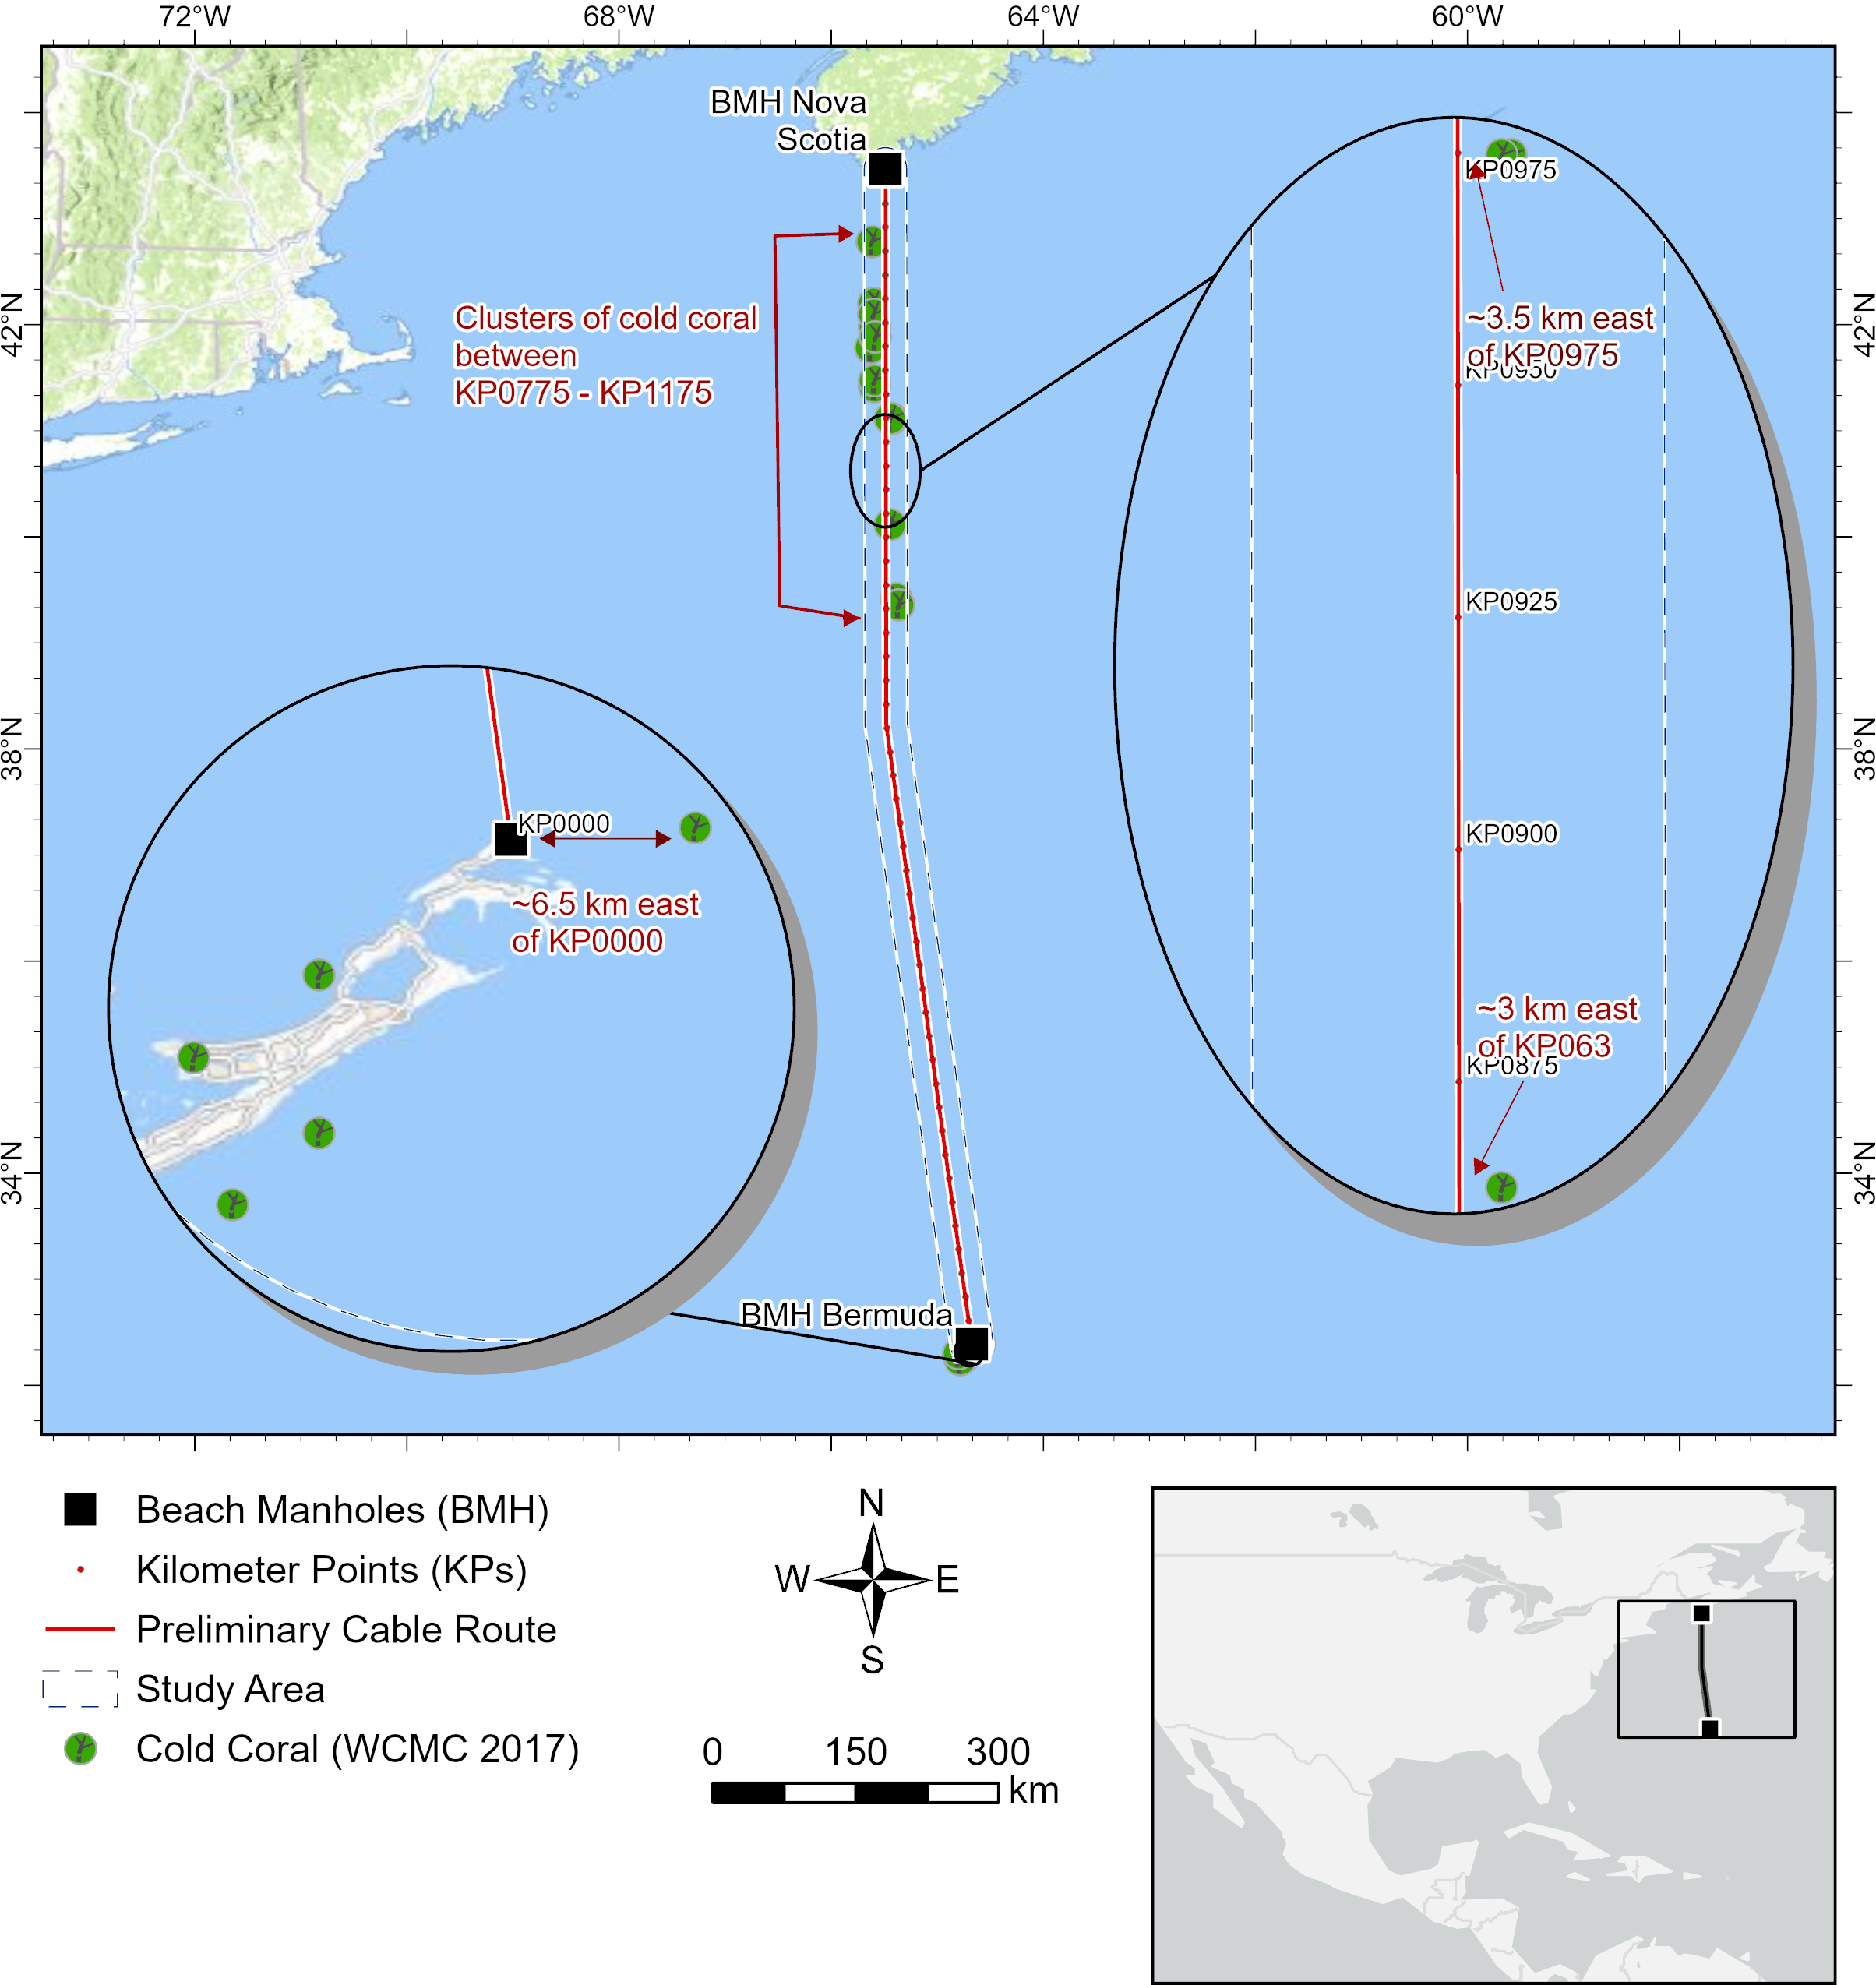 72°W 68°W 64°W 60°W
BMH Nova
Scotia
KP0975
42°N
42°N
Clusters of cold coral
between
KP0775 - KP1175
~3.5 km east
of KP0975
KP0950
KP0925
38°N
38°N
KP0000
KP0900
~6.5 km east
of KP0000
~3 km east
of KP063
KP0875
34°N
34°N
BMH Bermuda
Beach Manholes (BMH)
Kilometer Points (KPs)
Preliminary Cable Route
Study Area
Cold Coral (WCMC 2017)
N
W E
S
0 150 300
km